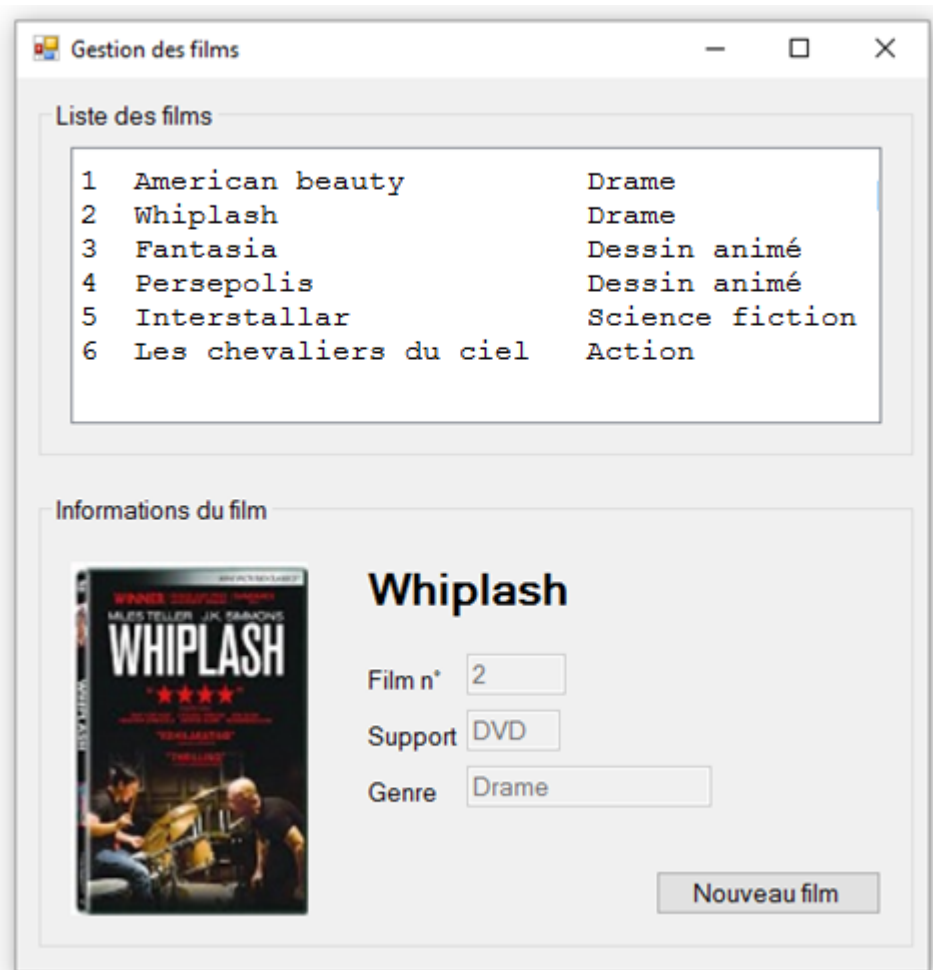 Gestion des films
Liste des films
1 American beauty Drame
2 Whiplash Drame
3 Fantasia Dessin animé
4 Persepolis Dessin animé
5 Interstallar Science fiction
6 Les chevaliers du ciel Action
Informations du film
WINNER
MILES TELLER J.K. SIMMONS
WHIPLASH
WHIPLASH
Whiplash
Film n° 2
Support DVD
Genre Drame
Nouveau film